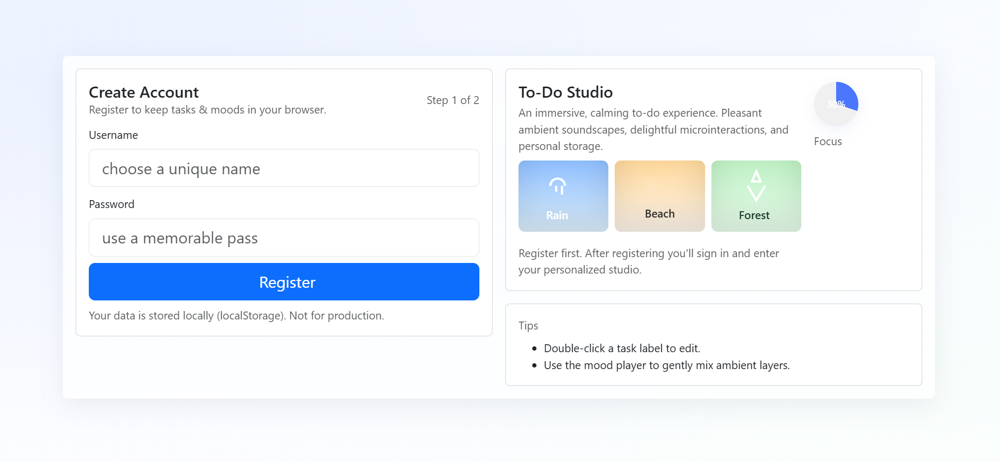 Create Account
Register to keep tasks & moods in your browser.
Step 1 of 2
Username
choose a unique name
Password
use a memorable pass
Register
Your data is stored locally (localStorage). Not for production.
To-Do Studio
An immersive, calming to-do experience. Pleasant
ambient soundscapes, delightful microinteractions, and
personal storage.
30%
Focus
Rain
Beach
Forest
Register first. After registering you'll sign in and enter
your personalized studio.
Tips
Double-click a task label to edit.
Use the mood player to gently mix ambient layers.